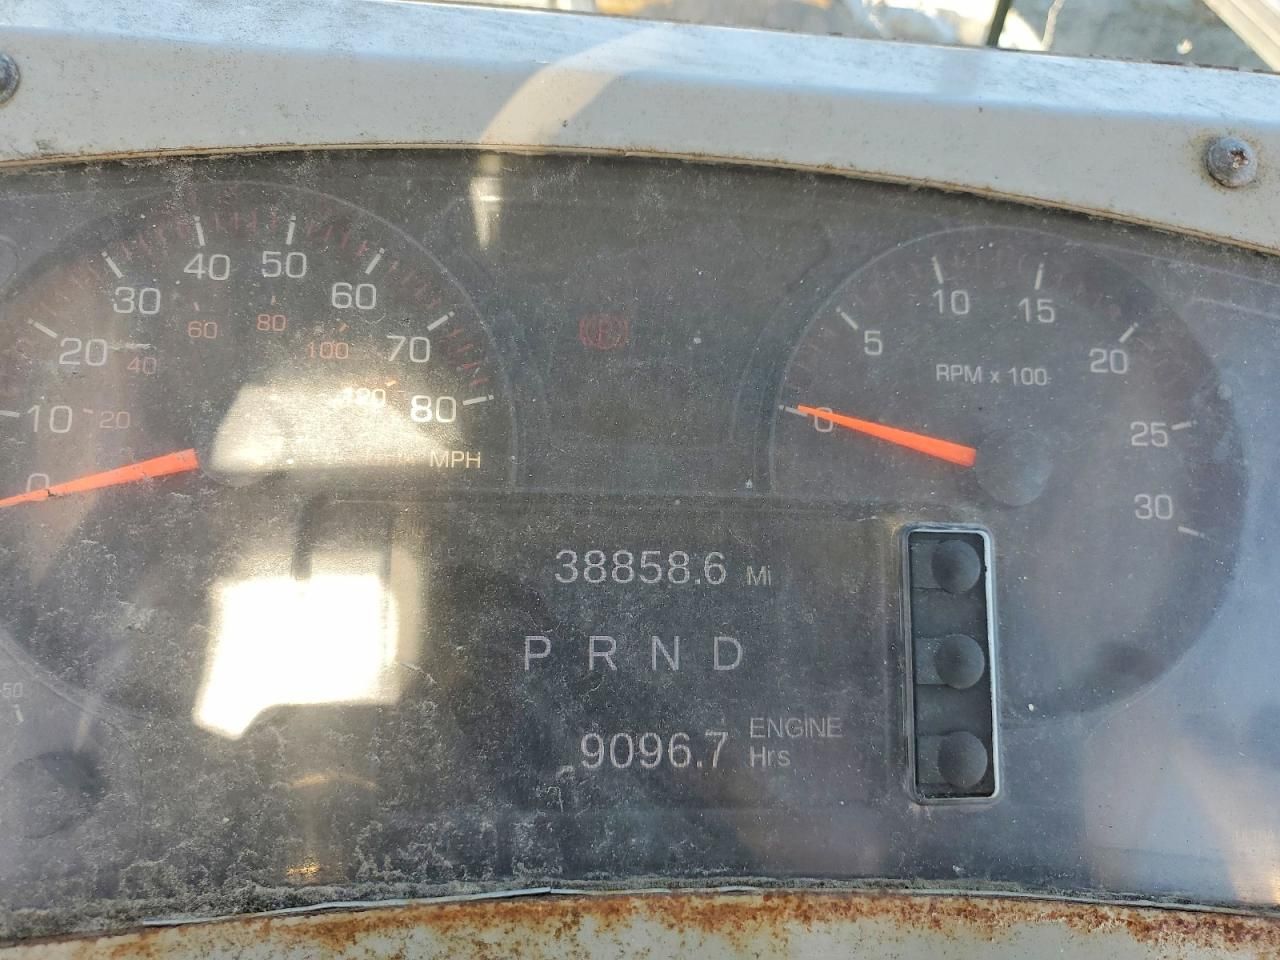 0 10 20 30 40 50 60 70 80
20 40 60 80 100 120
MPH
0 5 10 15 20 25 30
RPM x 100
38858.6 Mi
P R N D
9096.7 ENGINE
Hrs